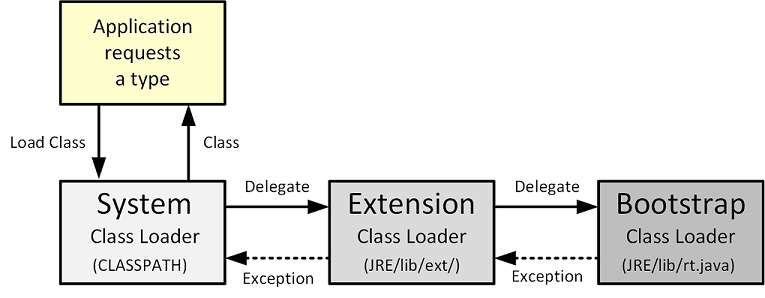 Application
requests
a type
Load Class
Class
System
Class Loader
(CLASSPATH)
Delegate
Exception
Extension
Class Loader
(JRE/lib/ext/)
Delegate
Exception
Bootstrap
Class Loader
(JRE/lib/rt.java)